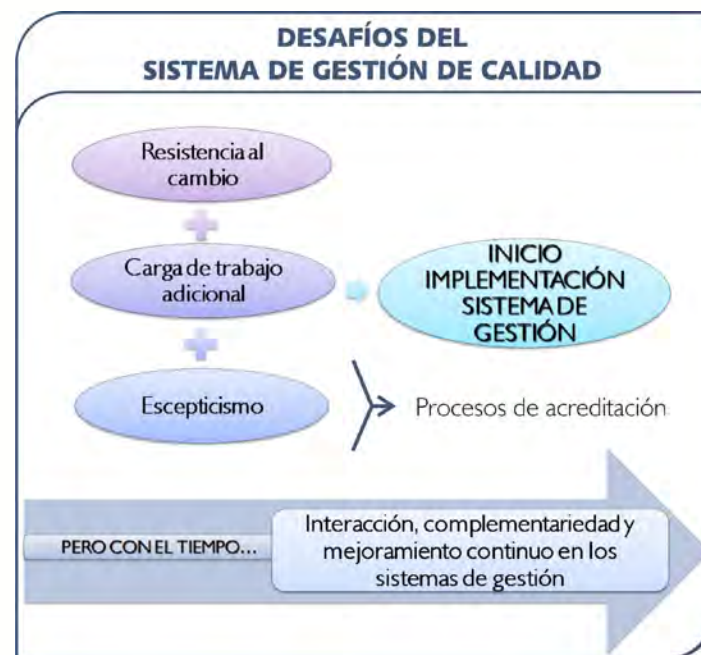 DESAFÍOS DEL
SISTEMA DE GESTIÓN DE CALIDAD
Resistencia al
cambio
Carga de trabajo
adicional
INICIO
IMPLEMENTACIÓN
SISTEMA DE
GESTIÓN
Escepticismo
Procesos de acreditación
PERO CON EL TIEMPO...
Interacción, complementariedad y
mejoramiento continuo en los
sistemas de gestión